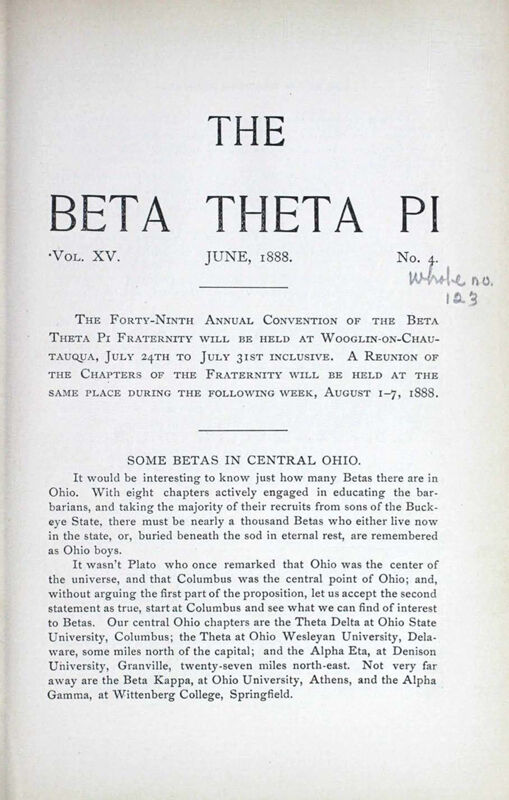 THE
BETA THETA PI
VOL. XV. JUNE, 1888. No. 4.
Whole no.
123
THE FORTY-NINTH ANNUAL CONVENTION OF THE BETA
THETA PI FRATERNITY WILL BE HELD AT WOOGLIN-ON-CHAU-
TAUQUA, JULY 24TH TO JULY 31ST INCLUSIVE. A REUNION OF
THE CHAPTERS OF THE FRATERNITY WILL BE HELD AT THE
SAME PLACE DURING THE FOLLOWING WEEK, AUGUST 1–7, 1888.
SOME BETAS IN CENTRAL OHIO.
It would be interesting to know just how many Betas there are in
Ohio. With eight chapters actively engaged in educating the bar-
barians, and taking the majority of their recruits from sons of the Buck-
eye State, there must be nearly a thousand Betas who either live now
in the state, or, buried beneath the sod in eternal rest, are remembered
as Ohio boys.
It wasn't Plato who once remarked that Ohio was the center of
the universe, and that Columbus was the central point of Ohio; and,
without arguing the first part of the proposition, let us accept the second
statement as true, start at Columbus and see what we can find of interest
to Betas. Our central Ohio chapters are the Theta Delta at Ohio State
University, Columbus; the Theta at Ohio Wesleyan University, Dela-
ware, some miles north of the capital; and the Alpha Eta, at Denison
University, Granville, twenty-seven miles north-east. Not very far
away are the Beta Kappa, at Ohio University, Athens, and the Alpha
Gamma, at Wittenberg College, Springfield.